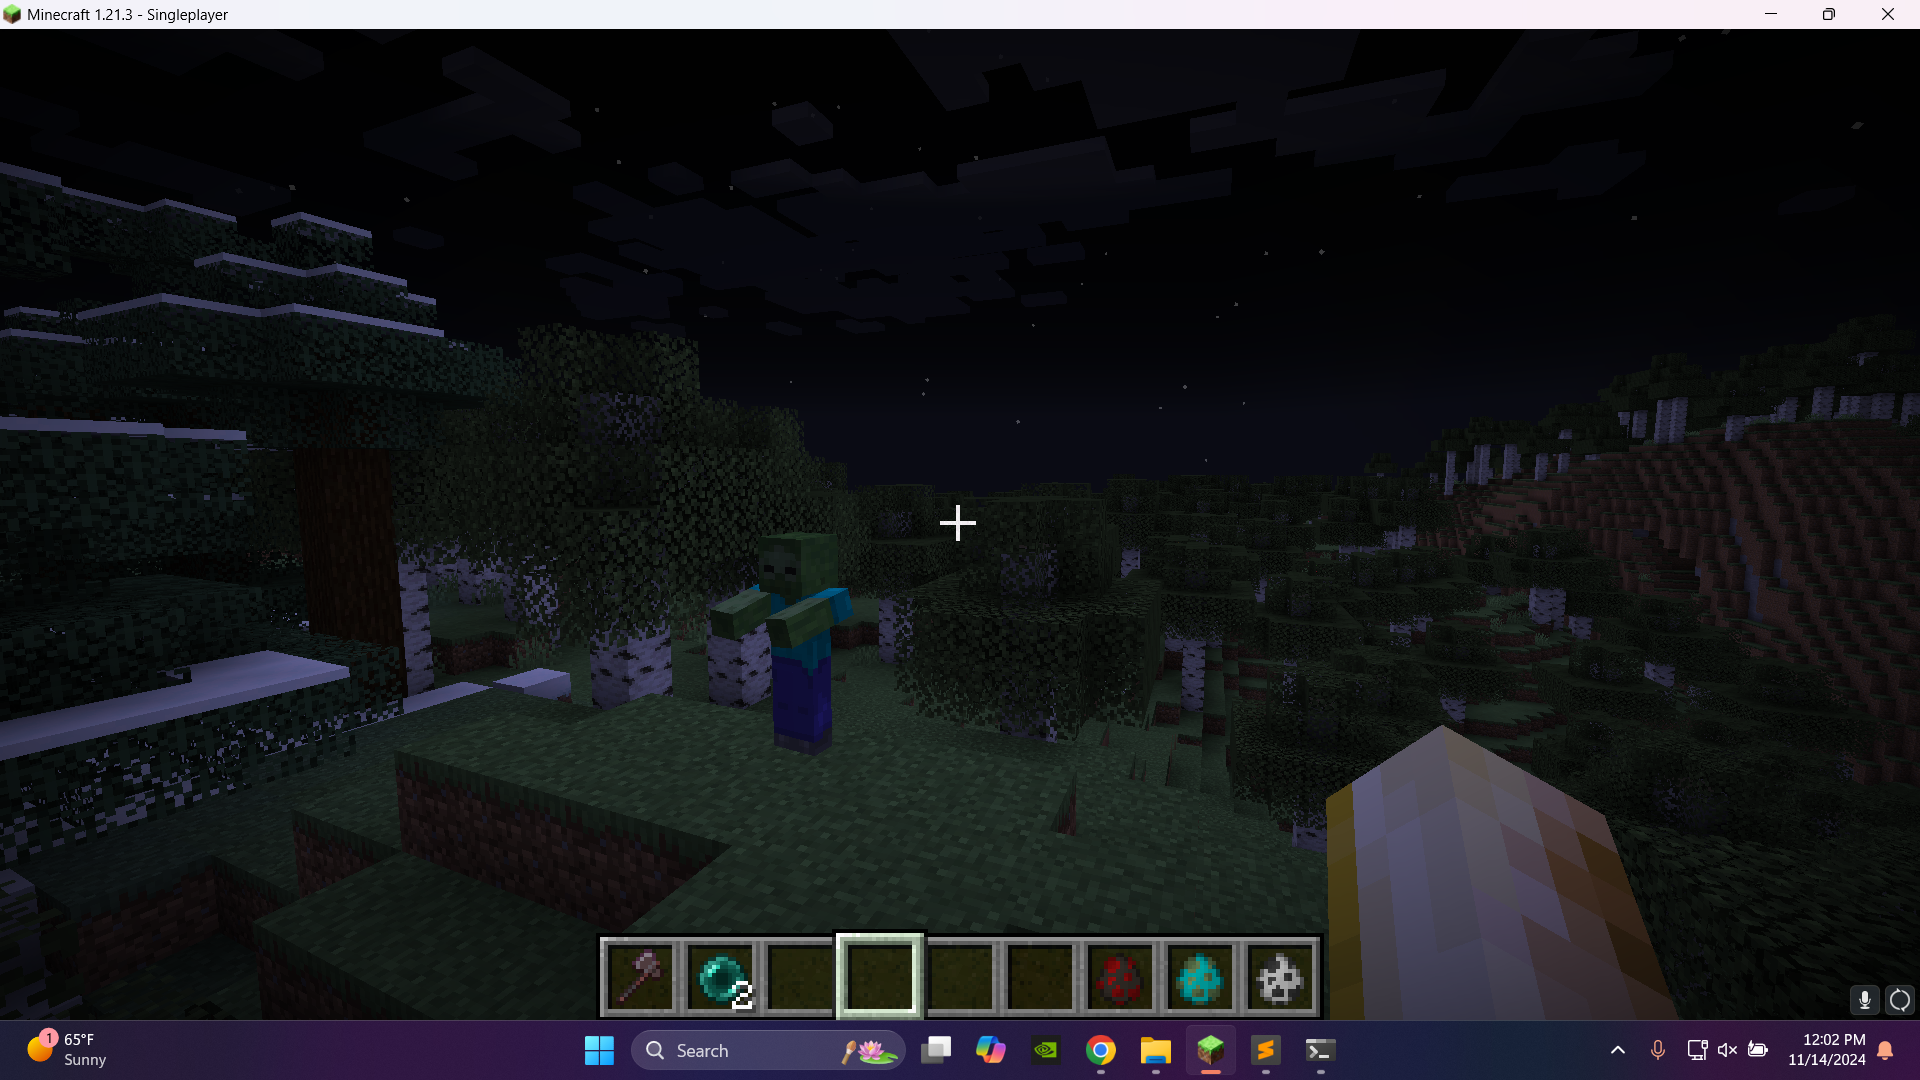 Minecraft 1.21.3 - Singleplayer
2
1
65°F
Sunny
Search
12:02 PM
11/14/2024